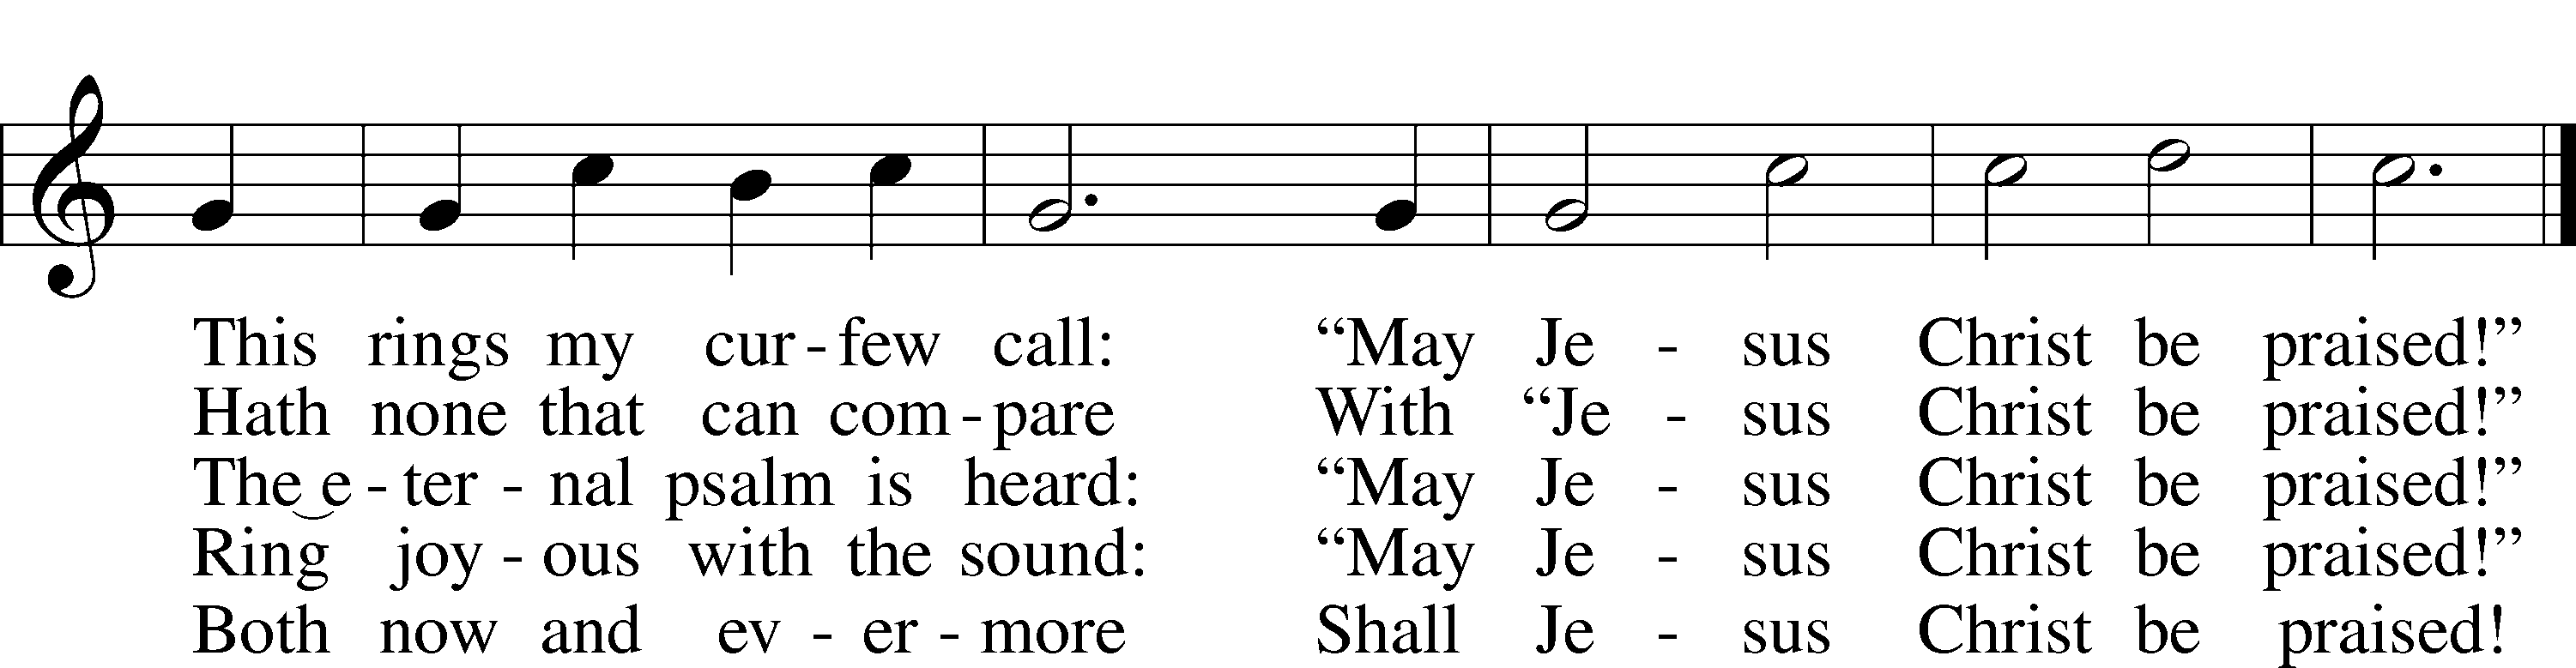 This rings my cur - few call: “May Je - sus Christ be praised!”
Hath none that can com - pare With “Je - sus Christ be praised!”
The e - ter - nal psalm is heard: “May Je - sus Christ be praised!”
Ring joy - ous with the sound: “May Je - sus Christ be praised!”
Both now and ev - er - more Shall Je - sus Christ be praised!